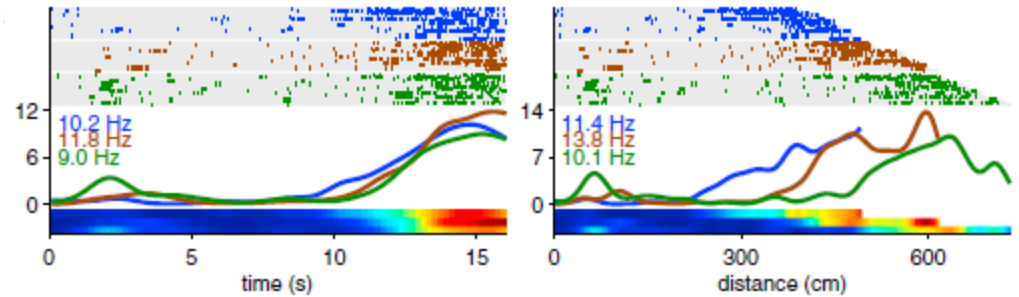 12
6
0
10.2 Hz
11.8 Hz
9.0 Hz
0 5 10 15
time (s)
14
7
0
11.4 Hz
13.8 Hz
10.1 Hz
0 300 600
distance (cm)